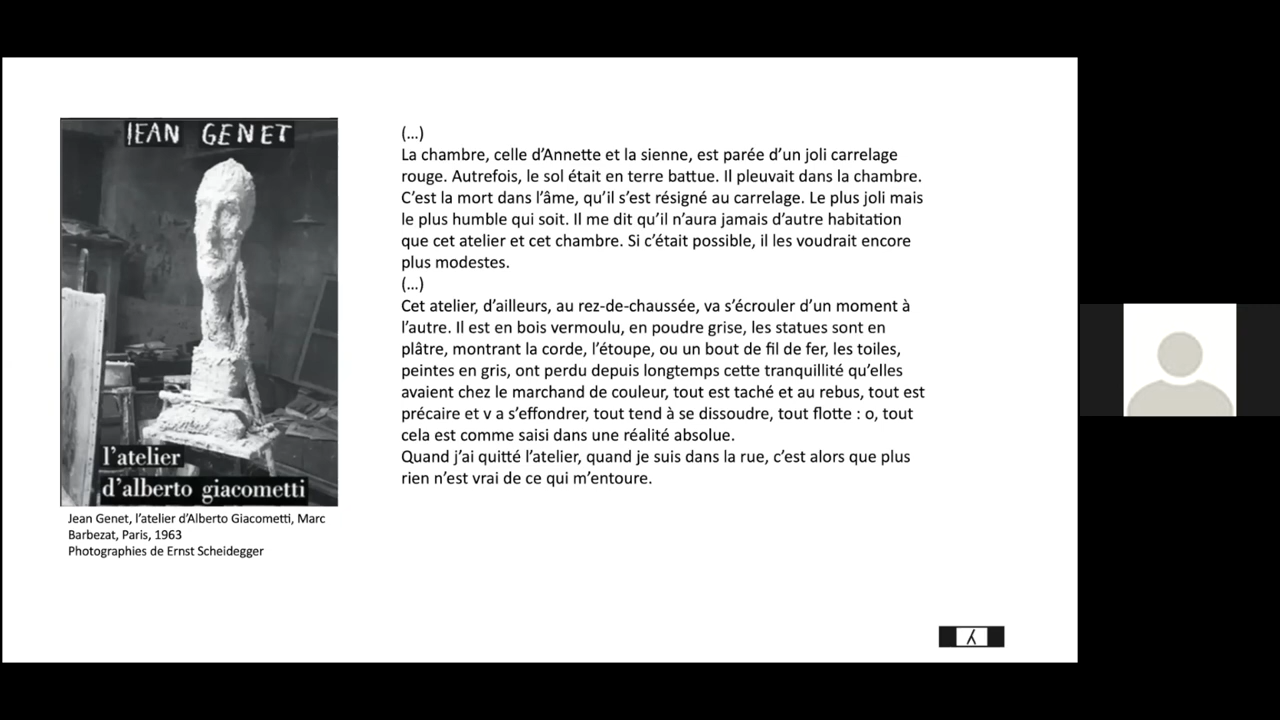 JEAN GENET
l'atelier
d'alberto giacometti
Jean Genet, l'atelier d'Alberto Giacometti, Marc
Barbezat, Paris, 1963
Photographies de Ernst Scheidegger
(...)
La chambre, celle d'Annette et la sienne, est parée d'un joli carrelage
rouge. Autrefois, le sol était en terre battue. Il pleuvait dans la chambre.
C'est la mort dans l'âme, qu'il s'est résigné au carrelage. Le plus joli mais
le plus humble qui soit. Il me dit qu'il n'aura jamais d'autre habitation
que cet atelier et cet chambre. Si c'était possible, il les voudrait encore
plus modestes.
(...)
Cet atelier, d'ailleurs, au rez-de-chaussée, va s'écrouler d'un moment à
l'autre. Il est en bois vermoulu, en poudre grise, les statues sont en
plâtre, montrant la corde, l'étoupe, ou un bout de fil de fer, les toiles,
peintes en gris, ont perdu depuis longtemps cette tranquillité qu'elles
avaient chez le marchand de couleur, tout est taché et au rebus, tout est
précaire et v a s'effondrer, tout tend à se dissoudre, tout flotte : o, tout
cela est comme saisi dans une réalité absolue.
Quand j'ai quitté l'atelier, quand je suis dans la rue, c'est alors que plus
rien n'est vrai de ce qui m'entoure.